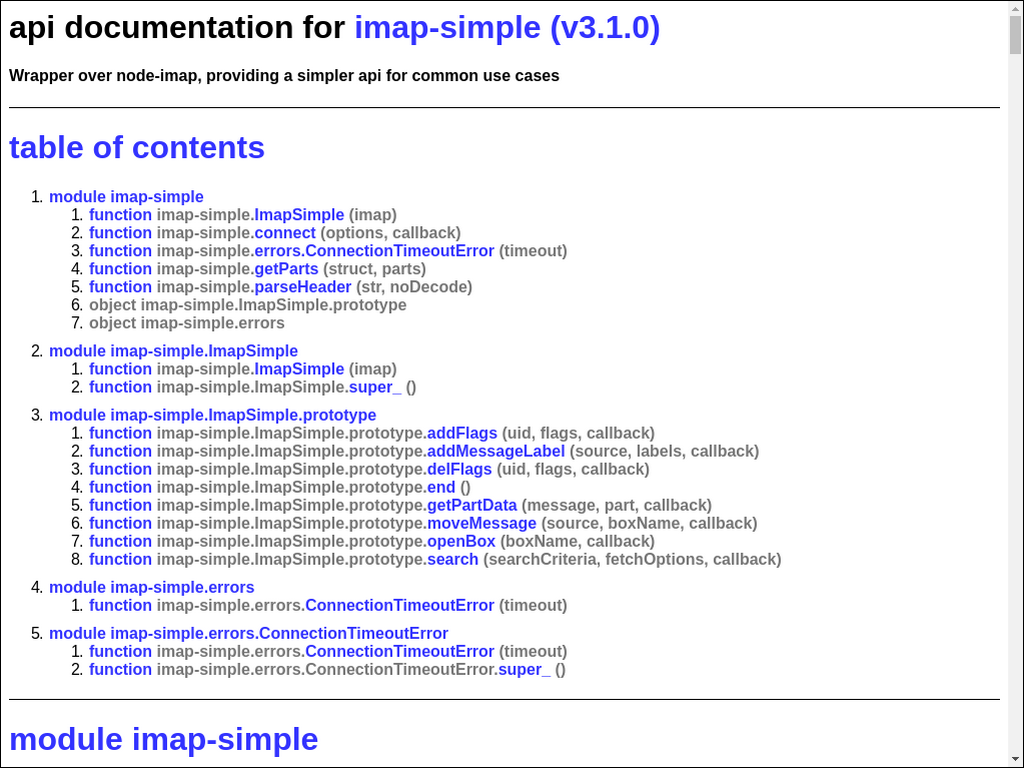 api documentation for imap-simple (v3.1.0)
Wrapper over node-imap, providing a simpler api for common use cases
table of contents
1. module imap-simple
1. function imap-simple.ImapSimple (imap)
2. function imap-simple.connect (options, callback)
3. function imap-simple.errors.ConnectionTimeoutError (timeout)
4. function imap-simple.getParts (struct, parts)
5. function imap-simple.parseHeader (str, noDecode)
6. object imap-simple.ImapSimple.prototype
7. object imap-simple.errors
2. module imap-simple.ImapSimple
1. function imap-simple.ImapSimple (imap)
2. function imap-simple.ImapSimple.super_ ()
3. module imap-simple.ImapSimple.prototype
1. function imap-simple.ImapSimple.prototype.addFlags (uid, flags, callback)
2. function imap-simple.ImapSimple.prototype.addMessageLabel (source, labels, callback)
3. function imap-simple.ImapSimple.prototype.delFlags (uid, flags, callback)
4. function imap-simple.ImapSimple.prototype.end ()
5. function imap-simple.ImapSimple.prototype.getPartData (message, part, callback)
6. function imap-simple.ImapSimple.prototype.moveMessage (source, boxName, callback)
7. function imap-simple.ImapSimple.prototype.openBox (boxName, callback)
8. function imap-simple.ImapSimple.prototype.search (searchCriteria, fetchOptions, callback)
4. module imap-simple.errors
1. function imap-simple.errors.ConnectionTimeoutError (timeout)
5. module imap-simple.errors.ConnectionTimeoutError
1. function imap-simple.errors.ConnectionTimeoutError (timeout)
2. function imap-simple.errors.ConnectionTimeoutError.super_ ()
module imap-simple